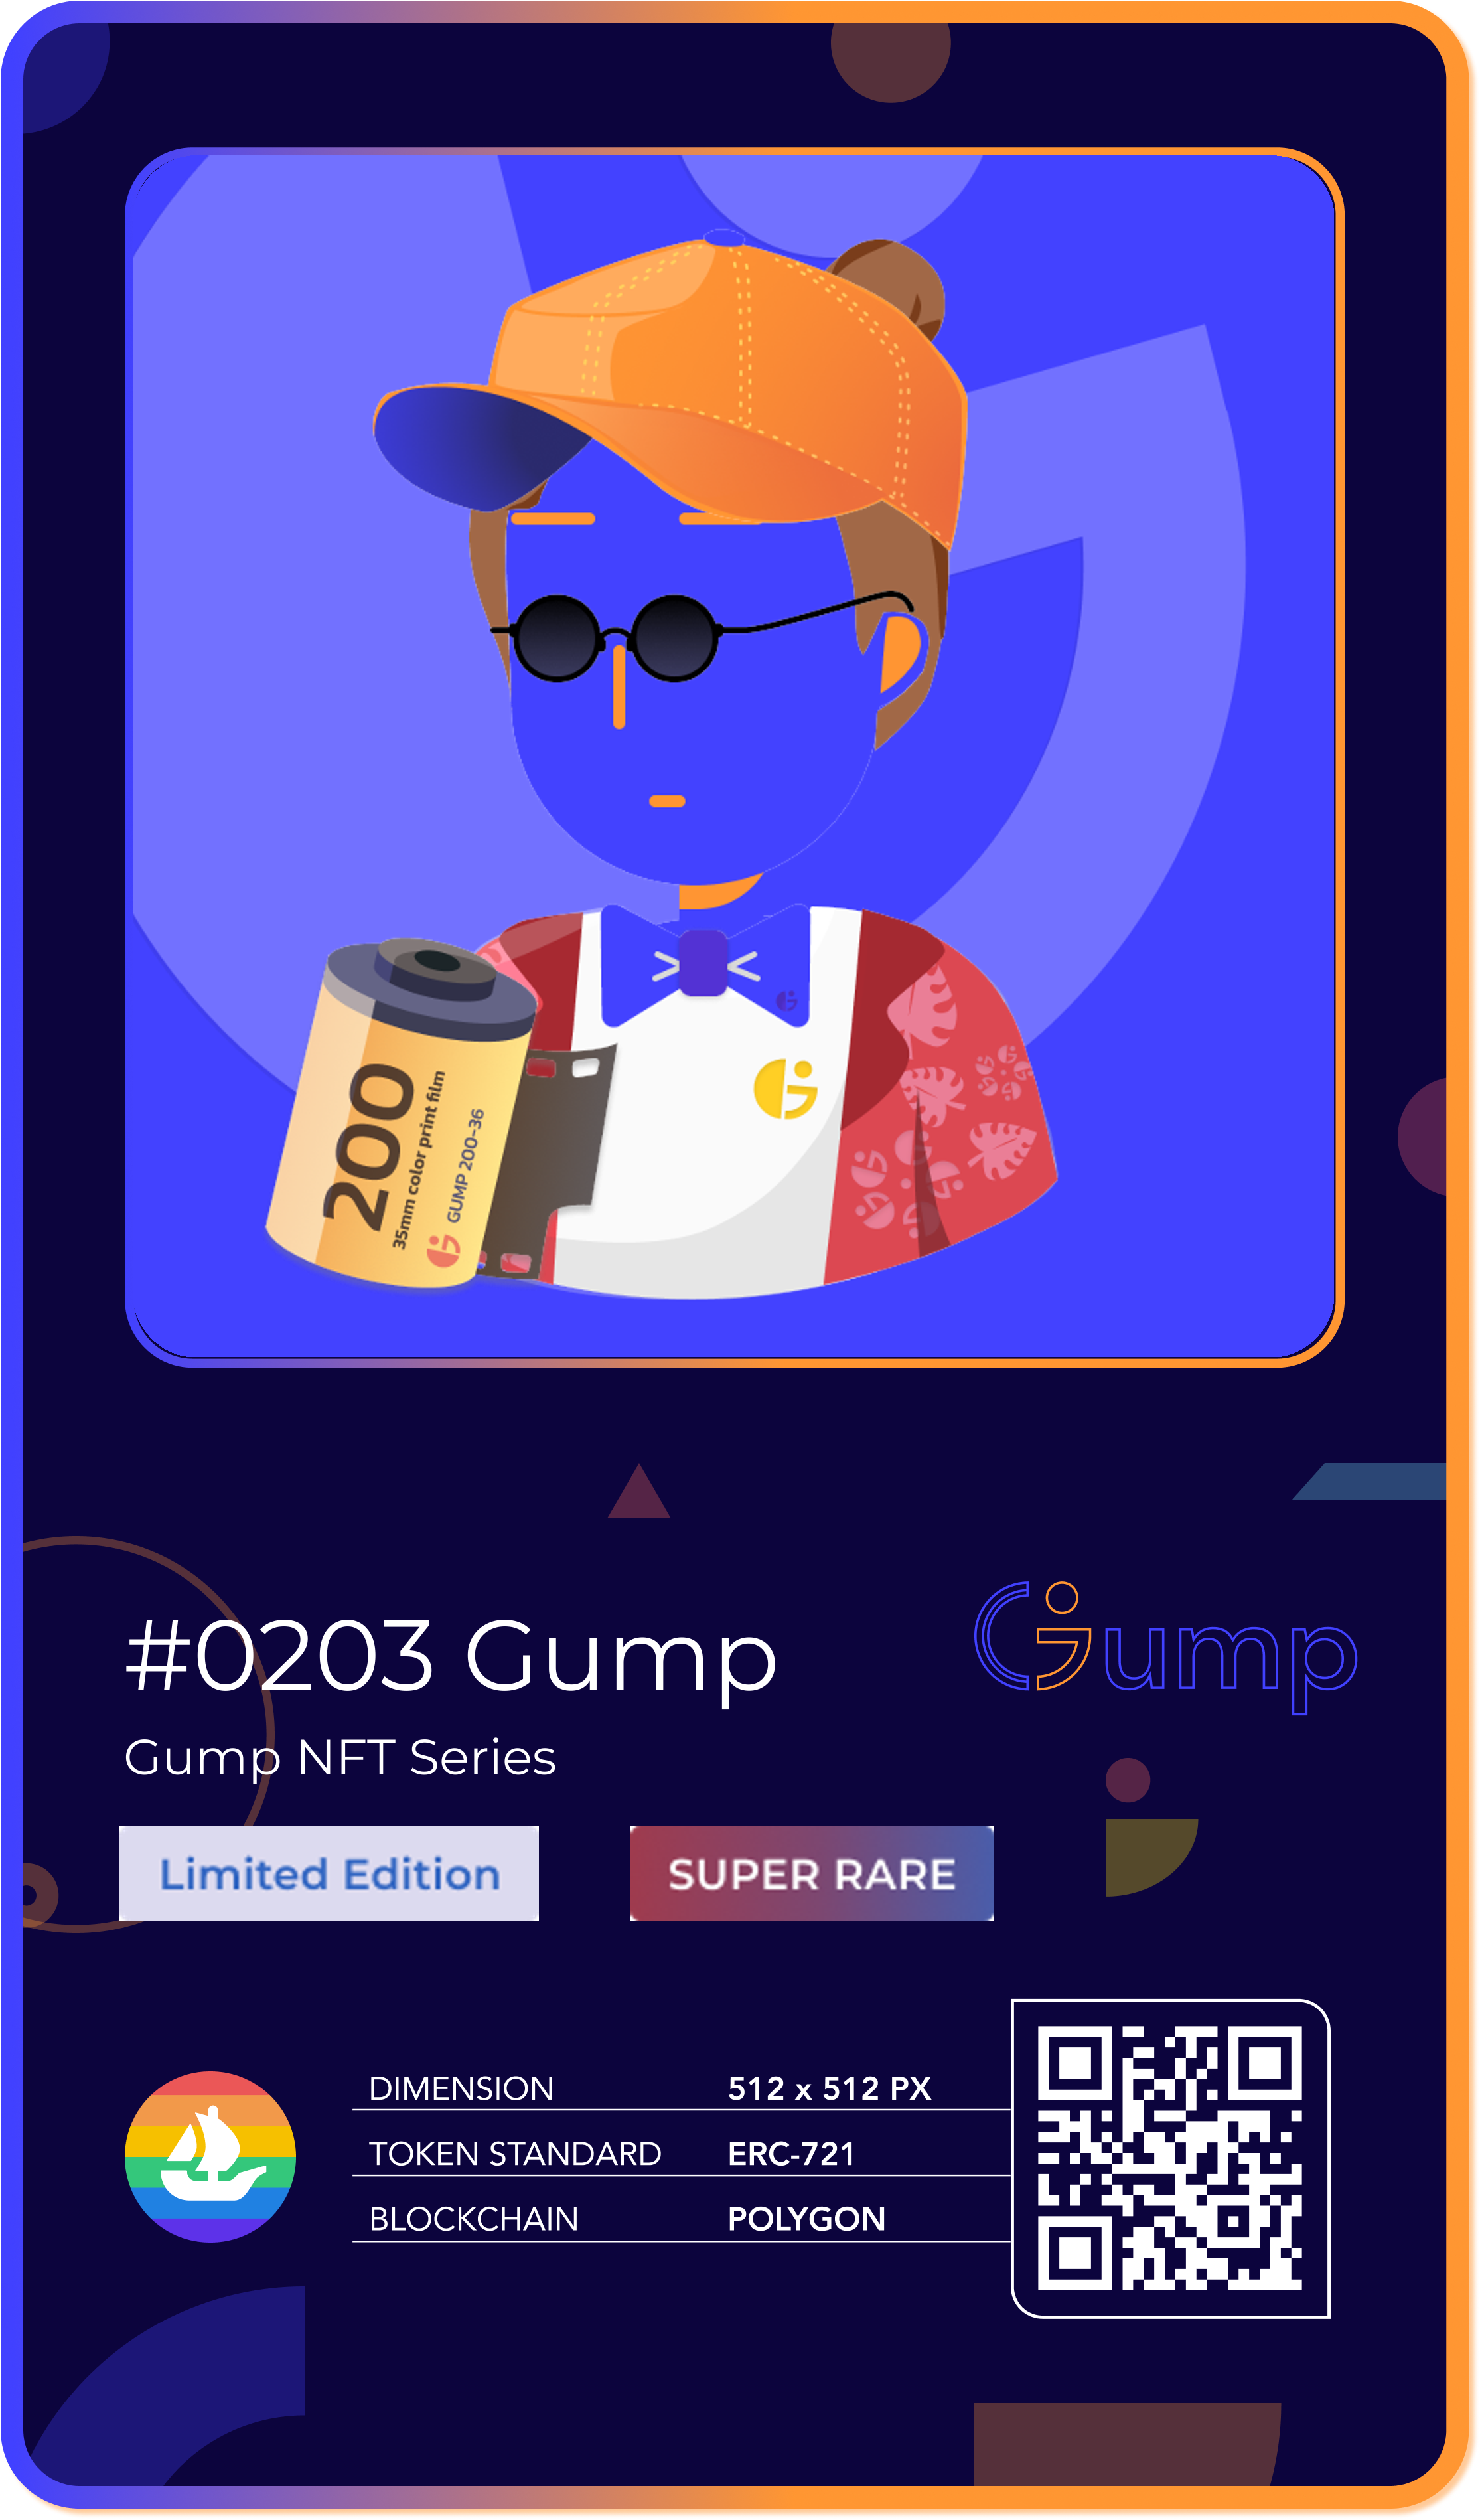 200
35mm color print film
GUMP 200-36
#0203 Gump
Gump
Gump NFT Series
Limited Edition
SUPER RARE
DIMENSION 512 x 512 PX
TOKEN STANDARD ERC-721
BLOCKCHAIN POLYGON